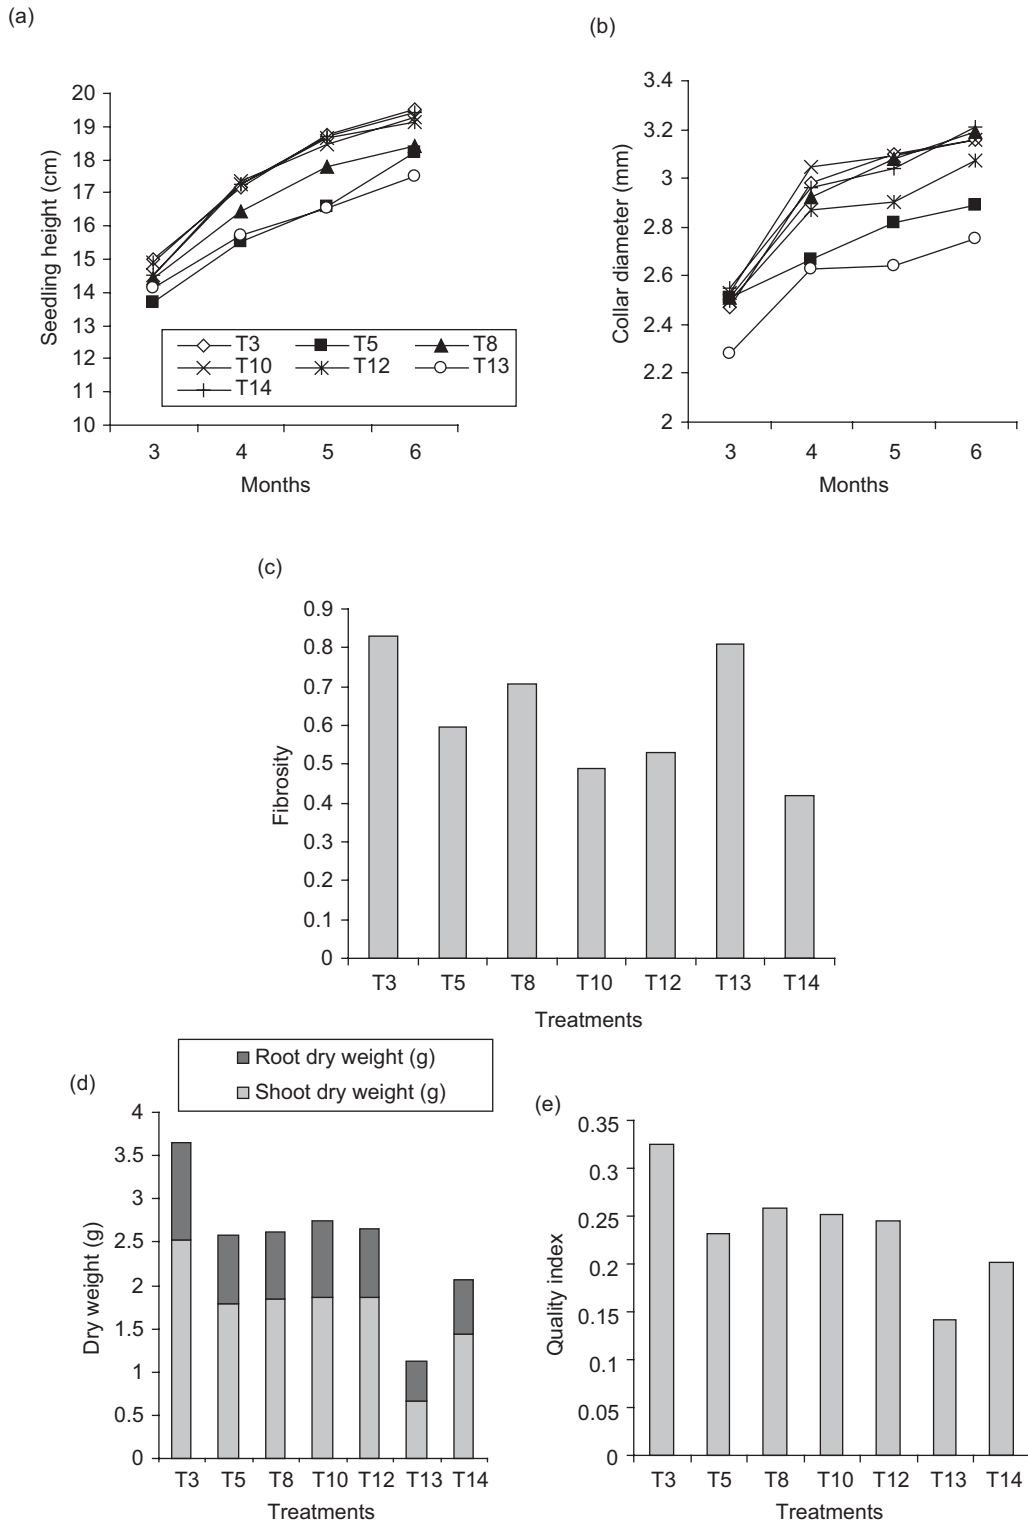 (a)
20
19
18
17
16
15
14
13
12
11
10
Seedling height (cm)
T3 T5 T8
T10 T12 T13
T14
3 4 5 6
Months
(b)
3.4
3.2
3
2.8
2.6
2.4
2.2
2
Collar diameter (mm)
3 4 5 6
Months
(c)
0.9
0.8
0.7
0.6
0.5
0.4
0.3
0.2
0.1
0
Fibrosity
T3 T5 T8 T10 T12 T13 T14
Treatments
Root dry weight (g)
Shoot dry weight (g)
(d)
4
3.5
3
2.5
2
1.5
1
0.5
0
Dry weight (g)
T3 T5 T8 T10 T12 T13 T14
Treatments
(e)
0.35
0.3
0.25
0.2
0.15
0.1
0.05
0
Quality index
T3 T5 T8 T10 T12 T13 T14
Treatments